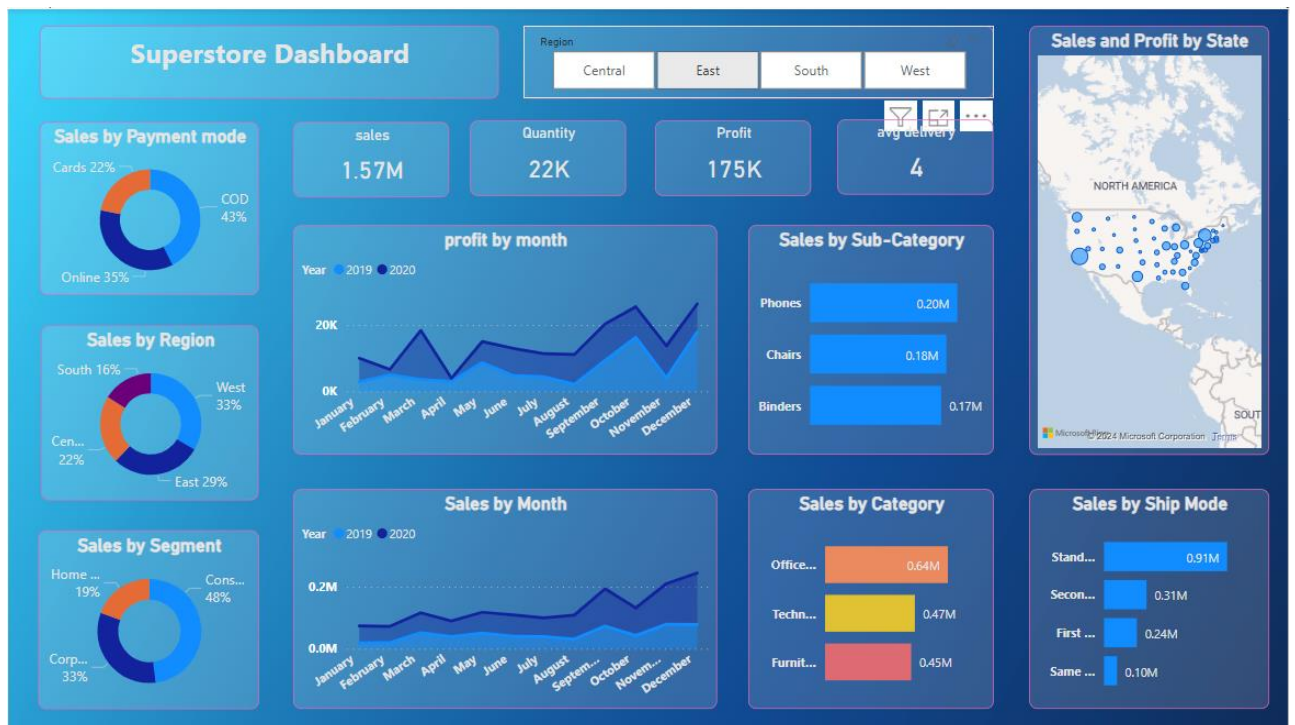 Superstore Dashboard
Region
Central East South West
Sales and Profit by State
NORTH AMERICA
SOUT
Microsoft Bing
© 2024 Microsoft Corporation Terms
Sales by Payment mode
Cards 22%
COD
43%
Online 35%
sales
1.57M
Quantity
22K
Profit
175K
avg delivery
4
profit by month
Year 2019 2020
20K
0K
January February March April May June July August September October November December
Sales by Sub-Category
Phones 0.20M
Chairs 0.18M
Binders 0.17M
Sales by Region
South 16%
West
33%
Cen...
22%
East 29%
Sales by Segment
Home ...
19%
Cons...
48%
Corp...
33%
Sales by Month
Year 2019 2020
0.2M
0.0M
January February March April May June July August Septem... October Novem... December
Sales by Category
Office... 0.64M
Techn... 0.47M
Furnit... 0.45M
Sales by Ship Mode
Stand... 0.91M
Secon... 0.31M
First ... 0.24M
Same ... 0.10M